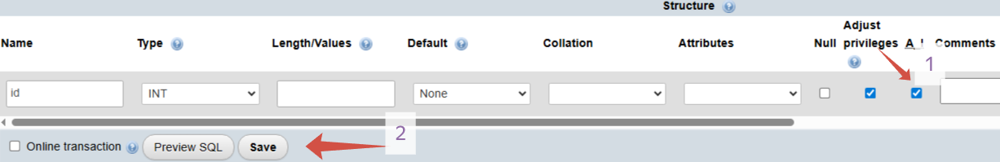 Structure
Name Type Length/Values Default Collation Attributes Null Adjust privileges A_I Comments
1
id INT None
2
Online transaction Preview SQL Save